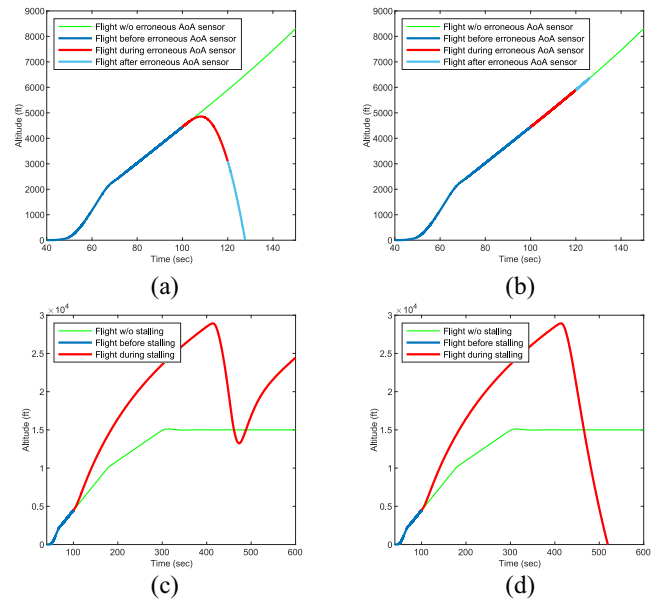 9000
8000
7000
6000
5000
4000
3000
2000
1000
0
Altitude (ft)
Flight w/o erroneous AoA sensor
Flight before erroneous AoA sensor
Flight during erroneous AoA sensor
Flight after erroneous AoA sensor
40 60 80 100 120 140
Time (sec)
(a)
9000
8000
7000
6000
5000
4000
3000
2000
1000
0
Altitude (ft)
Flight w/o erroneous AoA sensor
Flight before erroneous AoA sensor
Flight during erroneous AoA sensor
Flight after erroneous AoA sensor
40 60 80 100 120 140
Time (sec)
(b)
× 10⁴
3
2.5
2
1.5
1
0.5
0
Altitude (ft)
Flight w/o stalling
Flight before stalling
Flight during stalling
100 200 300 400 500 600
Time (sec)
(c)
× 10⁴
3
2.5
2
1.5
1
0.5
0
Altitude (ft)
Flight w/o stalling
Flight before stalling
Flight during stalling
100 200 300 400 500 600
Time (sec)
(d)